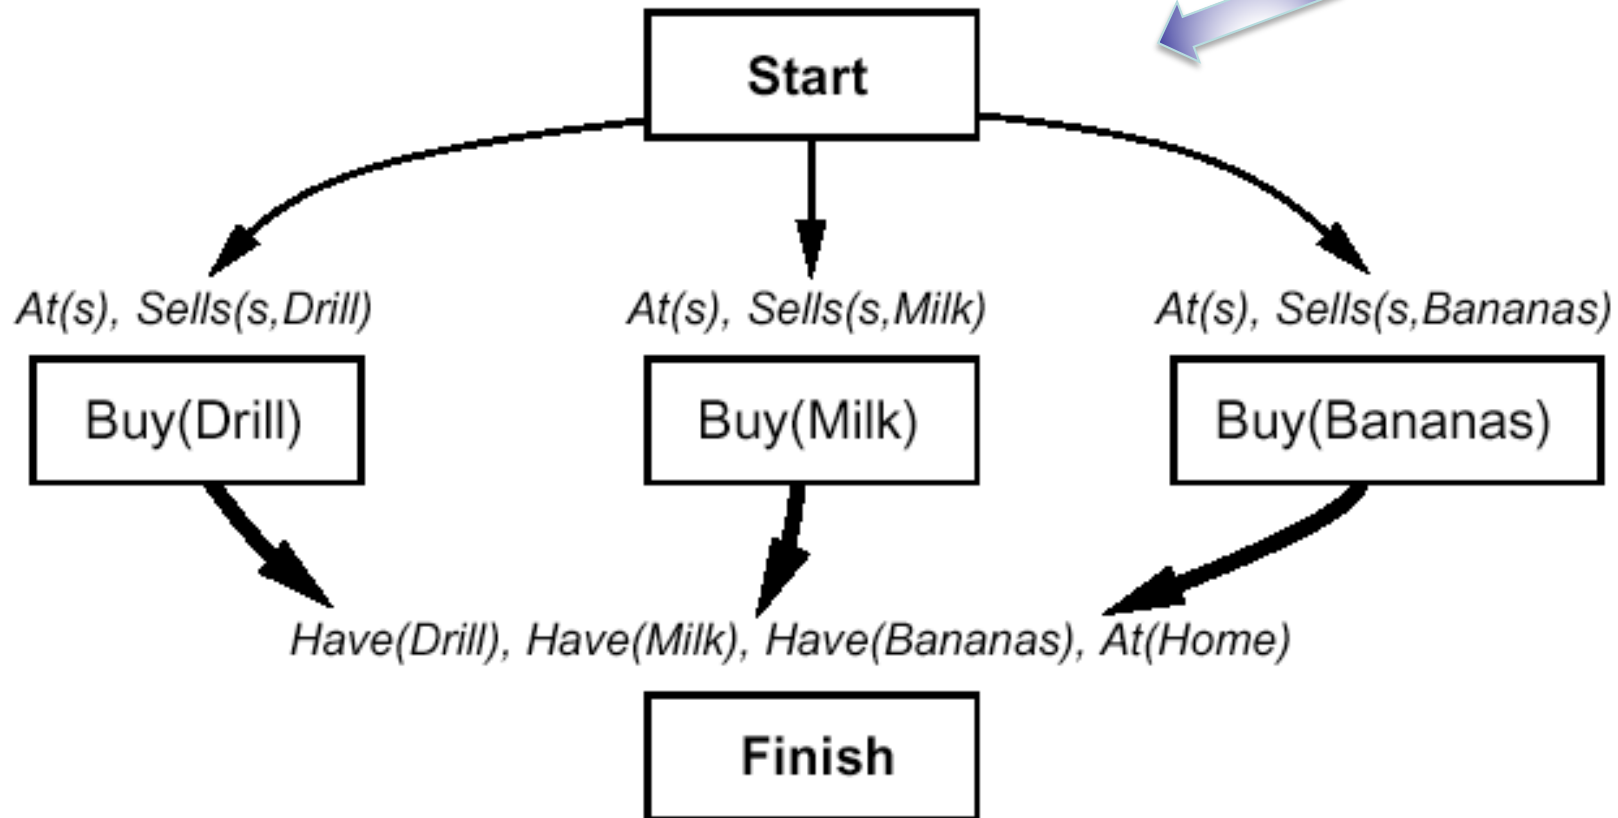 Start
At(s), Sells(s,Drill)
At(s), Sells(s,Milk)
At(s), Sells(s,Bananas)
Buy(Drill)
Buy(Milk)
Buy(Bananas)
Have(Drill), Have(Milk), Have(Bananas), At(Home)
Finish